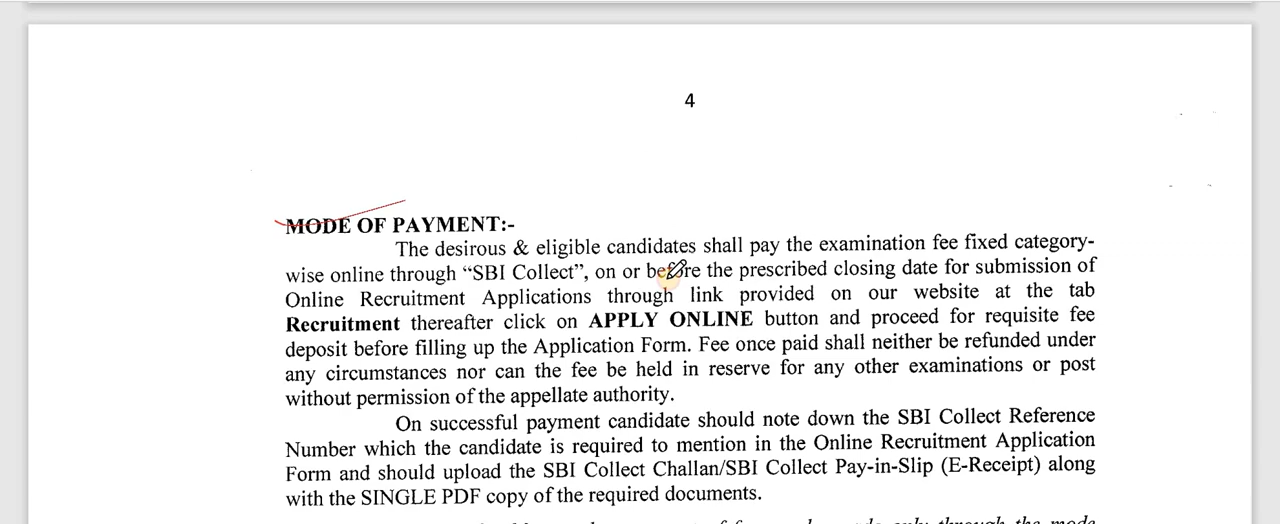 4
MODE OF PAYMENT:-
The desirous & eligible candidates shall pay the examination fee fixed category-
wise online through “SBI Collect”, on or before the prescribed closing date for submission of
Online Recruitment Applications through link provided on our website at the tab
Recruitment thereafter click on APPLY ONLINE button and proceed for requisite fee
deposit before filling up the Application Form. Fee once paid shall neither be refunded under
any circumstances nor can the fee be held in reserve for any other examinations or post
without permission of the appellate authority.
On successful payment candidate should note down the SBI Collect Reference
Number which the candidate is required to mention in the Online Recruitment Application
Form and should upload the SBI Collect Challan/SBI Collect Pay-in-Slip (E-Receipt) along
with the SINGLE PDF copy of the required documents.
only through the mode